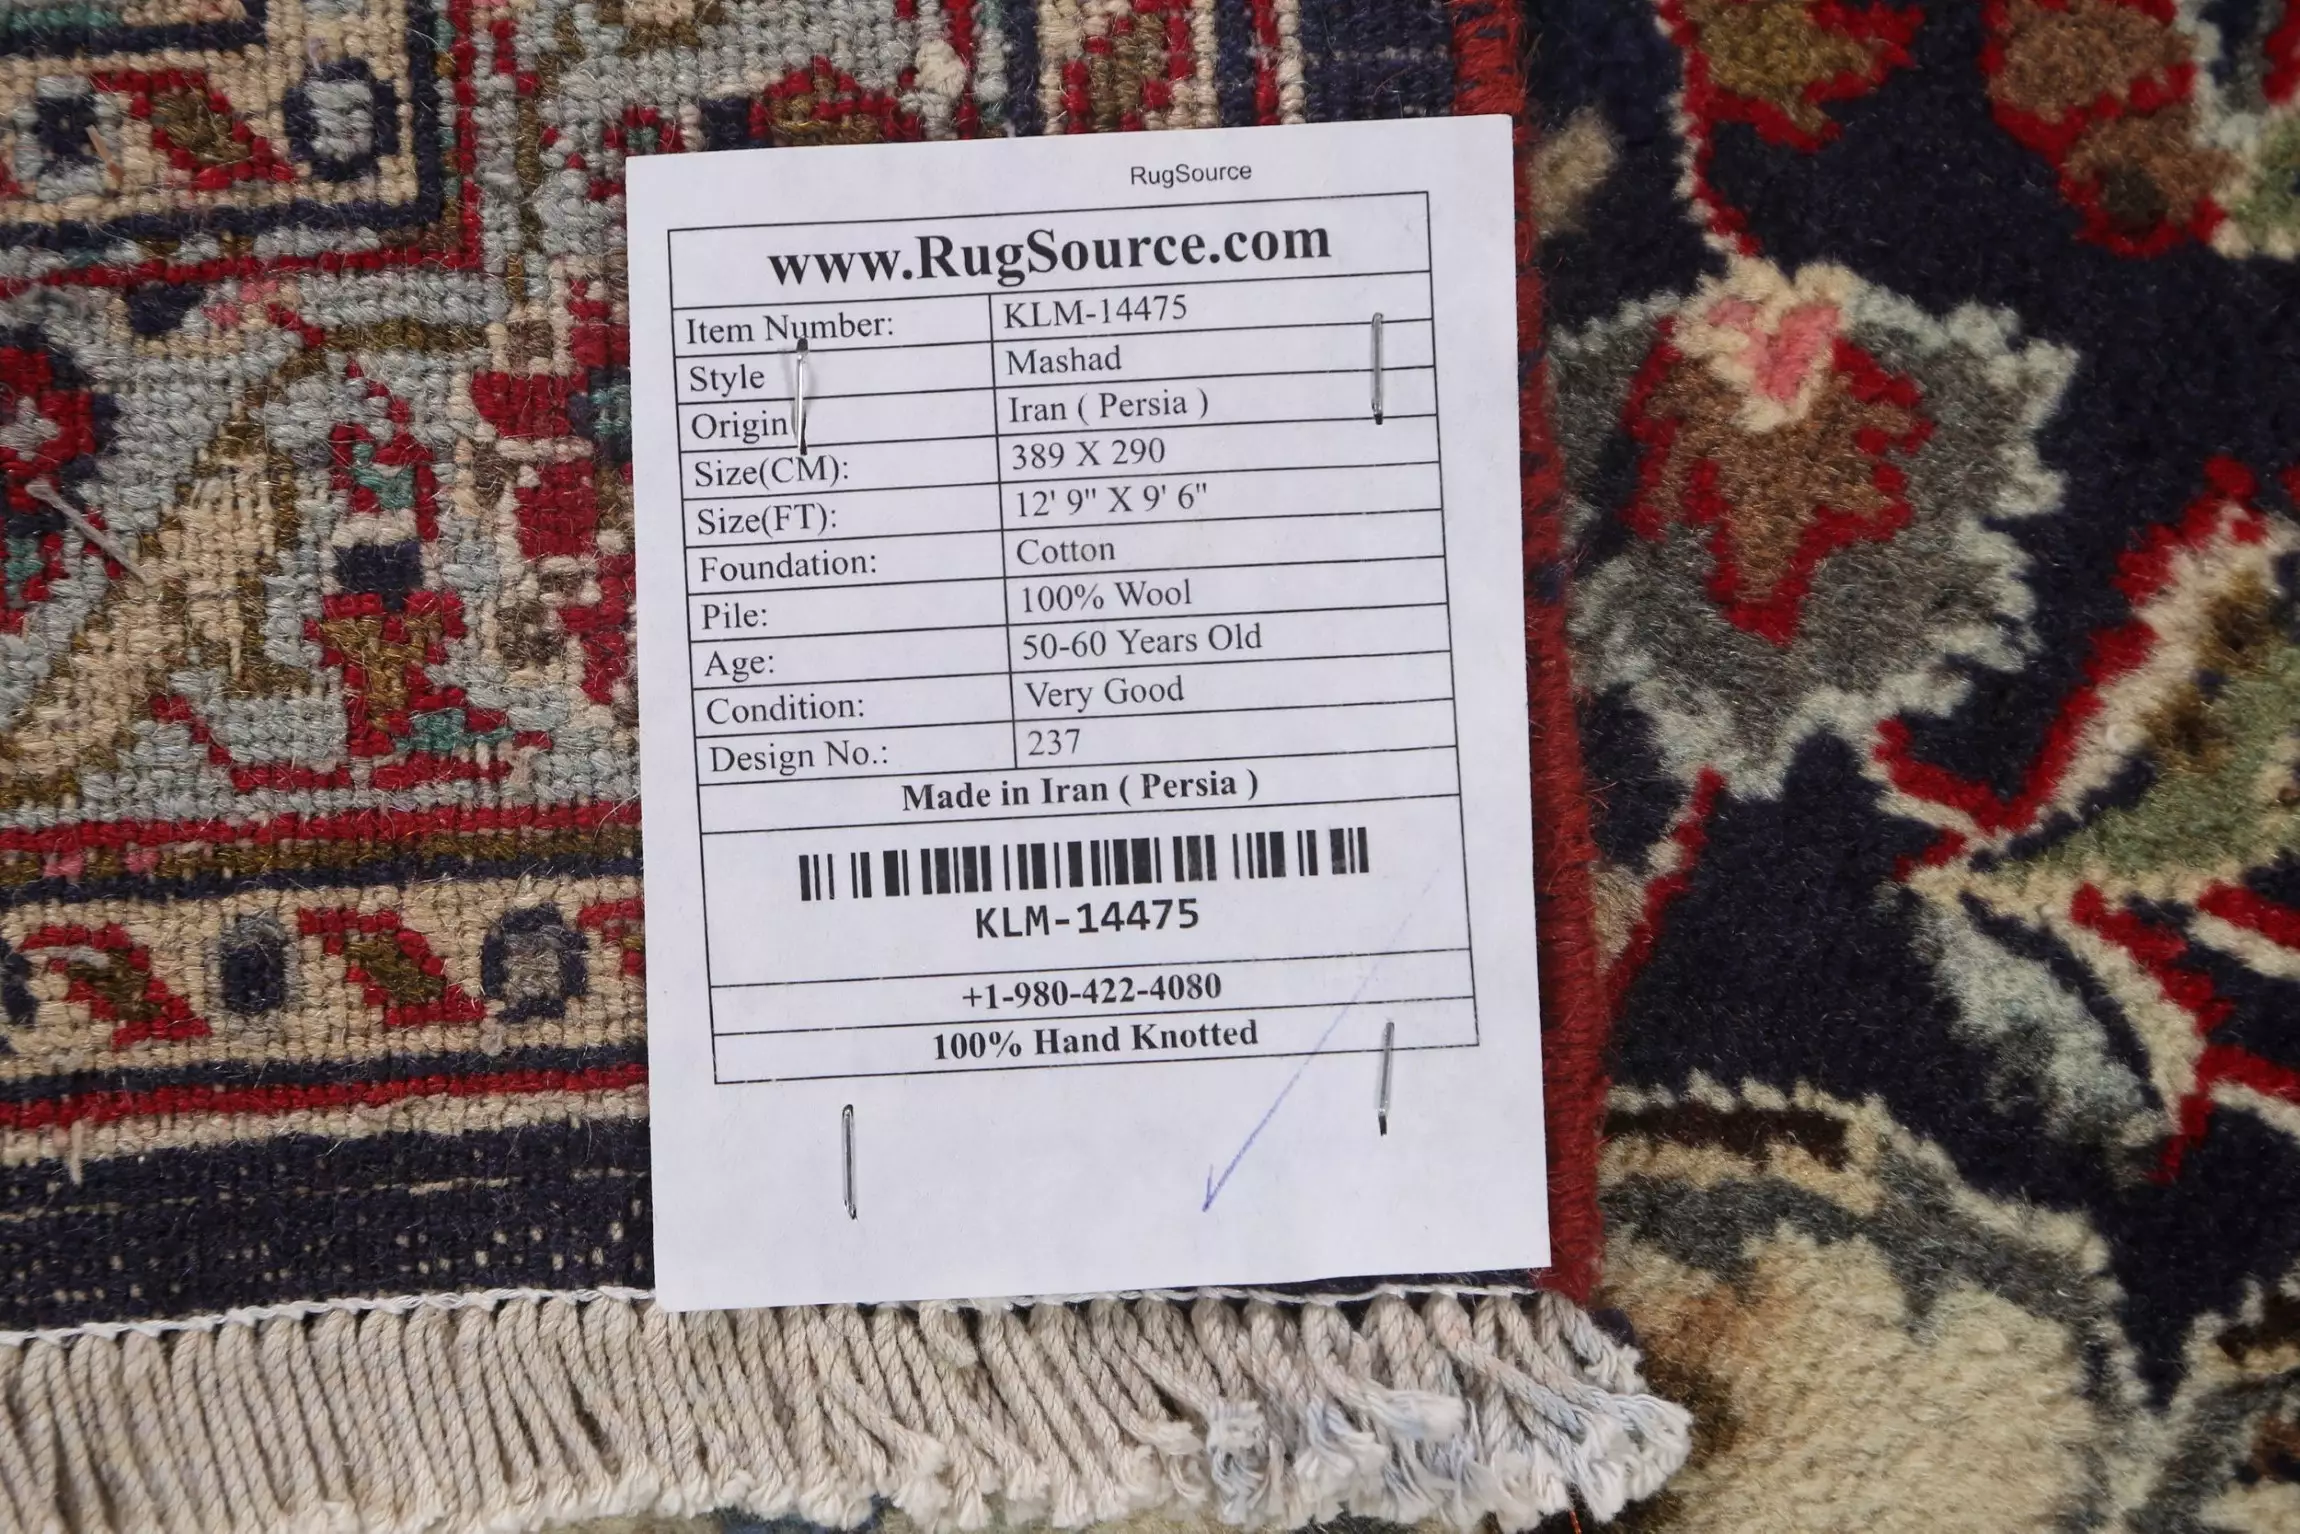 RugSource
www.RugSource.com
Item Number: KLM-14475
Style Mashad
Origin Iran ( Persia )
Size(CM): 389 X 290
Size(FT): 12' 9" X 9' 6"
Foundation: Cotton
Pile: 100% Wool
Age: 50-60 Years Old
Condition: Very Good
Design No.: 237
Made in Iran ( Persia )
KLM-14475
+1-980-422-4080
100% Hand Knotted